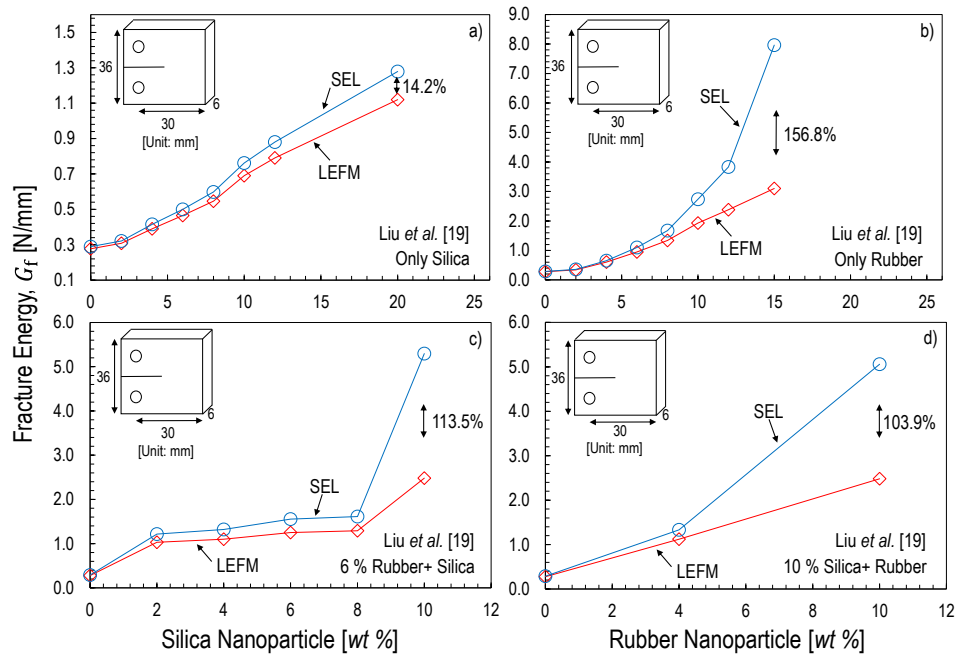 Fracture Energy, Gf [N/mm]
1.5
1.3
1.1
0.9
0.7
0.5
0.3
0.1
0 5 10 15 20 25
a)
36
30
6
[Unit: mm]
SEL
14.2%
LEFM
Liu et al. [19]
Only Silica
9.0
8.0
7.0
6.0
5.0
4.0
3.0
2.0
1.0
0.0
0 5 10 15 20 25
b)
36
30
6
[Unit: mm]
SEL
156.8%
LEFM
Liu et al. [19]
Only Rubber
6.0
5.0
4.0
3.0
2.0
1.0
0.0
0 2 4 6 8 10 12
c)
36
30
6
[Unit: mm]
113.5%
SEL
LEFM
Liu et al. [19]
6 % Rubber+ Silica
Silica Nanoparticle [wt %]
6.0
5.0
4.0
3.0
2.0
1.0
0.0
0 2 4 6 8 10 12
d)
36
30
6
[Unit: mm]
SEL
103.9%
LEFM
Liu et al. [19]
10 % Silica+ Rubber
Rubber Nanoparticle [wt %]